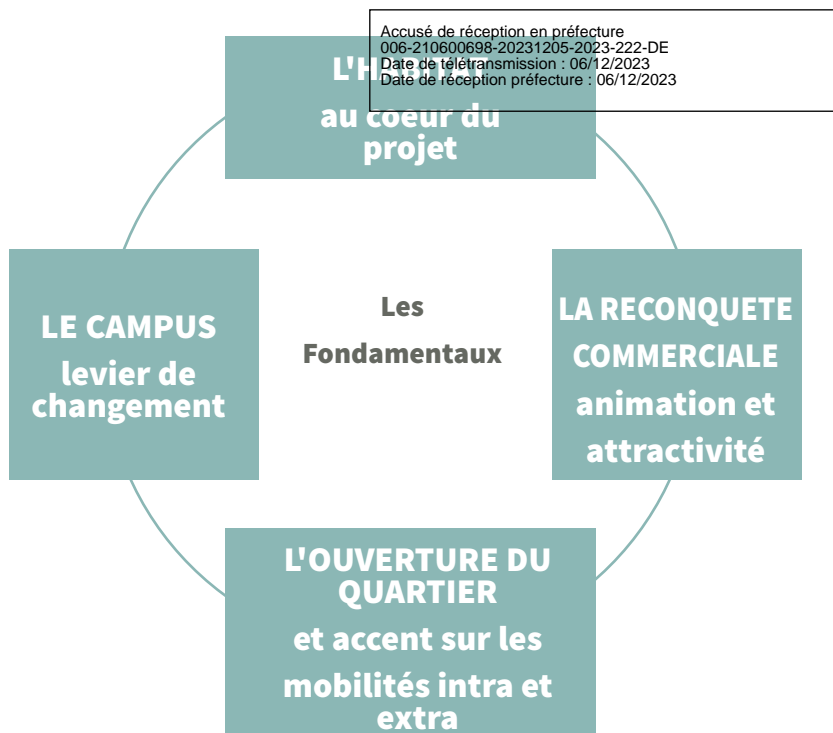 Accusé de réception en préfecture
006-210600698-20231205-2023-222-DE
Date de télétransmission : 06/12/2023
Date de réception préfecture : 06/12/2023
L'HABITAT
au coeur du
projet
LE CAMPUS
levier de
changement
Les
Fondamentaux
LA RECONQUETE
COMMERCIALE
animation et
attractivité
L'OUVERTURE DU
QUARTIER
et accent sur les
mobilités intra et
extra